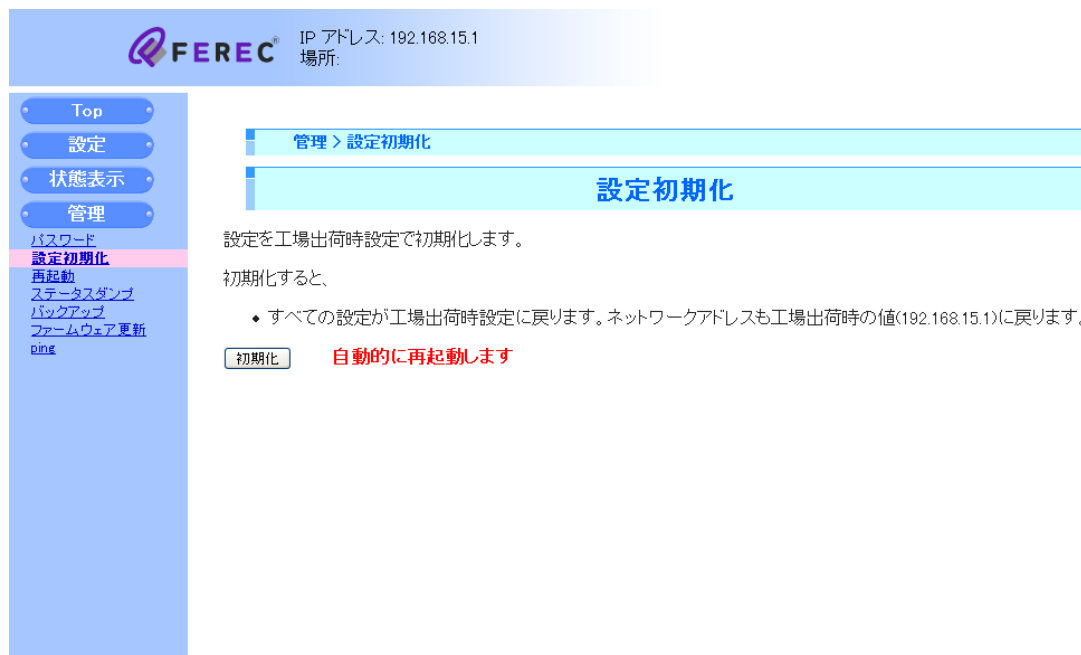 FEREC®
IP アドレス: 192.168.15.1
場所:
Top
設定
状態表示
管理
パスワード
設定初期化
再起動
ステータスダンプ
バックアップ
ファームウェア更新
ping
管理 > 設定初期化
設定初期化
設定を工場出荷時設定で初期化します。
初期化すると、
• すべての設定が工場出荷時設定に戻ります。ネットワークアドレスも工場出荷時の値(192.168.15.1)に戻ります。
初期化 自動的に再起動します